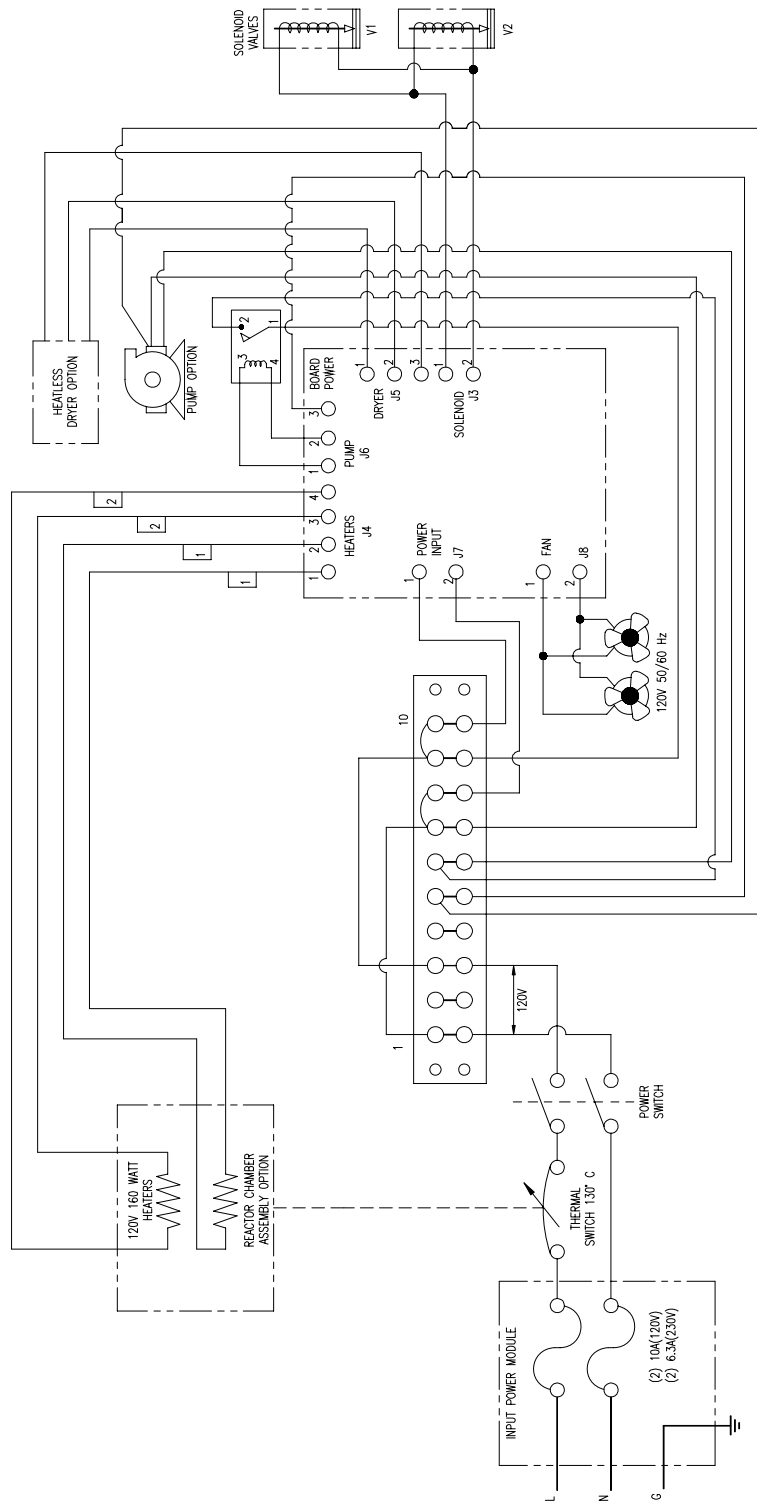 SOLENOID
VALVES
V1
V2
HEATLESS
DRYER OPTION
PUMP OPTION
2
1
3
4
BOARD
POWER
3
2
1
PUMP
J6
4
3
2
1
HEATERS
J4
2
2
1
1
1
2
3
DRYER
J5
1
2
SOLENOID
J3
POWER
INPUT
1
2
J7
FAN
1
2
J8
120V 50/60 Hz
10
1
120V
120V 160 WATT
HEATERS
REACTOR CHAMBER
ASSEMBLY OPTION
POWER
SWITCH
THERMAL
SWITCH 130° C
INPUT POWER MODULE
(2) 10A(120V)
(2) 6.3A(230V)
L
N
G